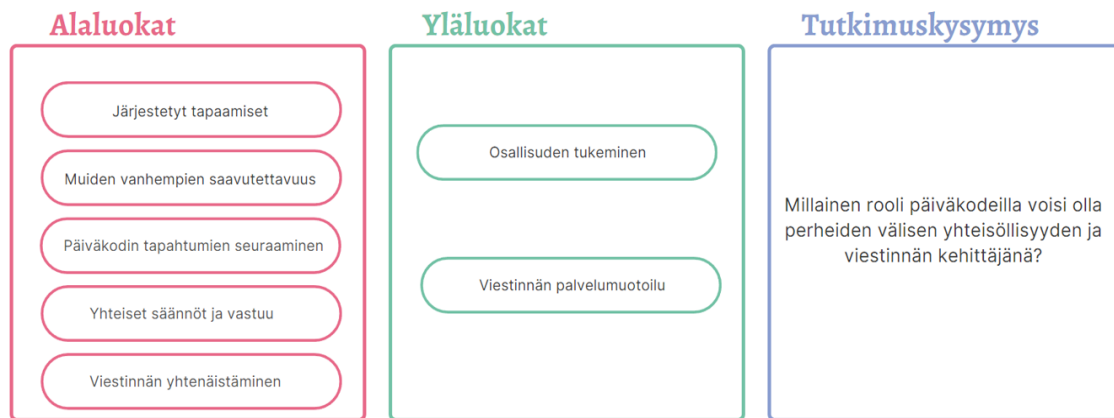 Alaluokat
Järjestetyt tapaamiset
Muiden vanhempien saavutettavuus
Päiväkodin tapahtumien seuraaminen
Yhteiset säännöt ja vastuu
Viestinnän yhtenäistäminen
Yläluokat
Osallisuden tukeminen
Viestinnän palvelumuotoilu
Tutkimuskysymys
Millainen rooli päiväkodeilla voisi olla
perheiden välisen yhteisöllisyyden ja
viestinnän kehittäjänä?